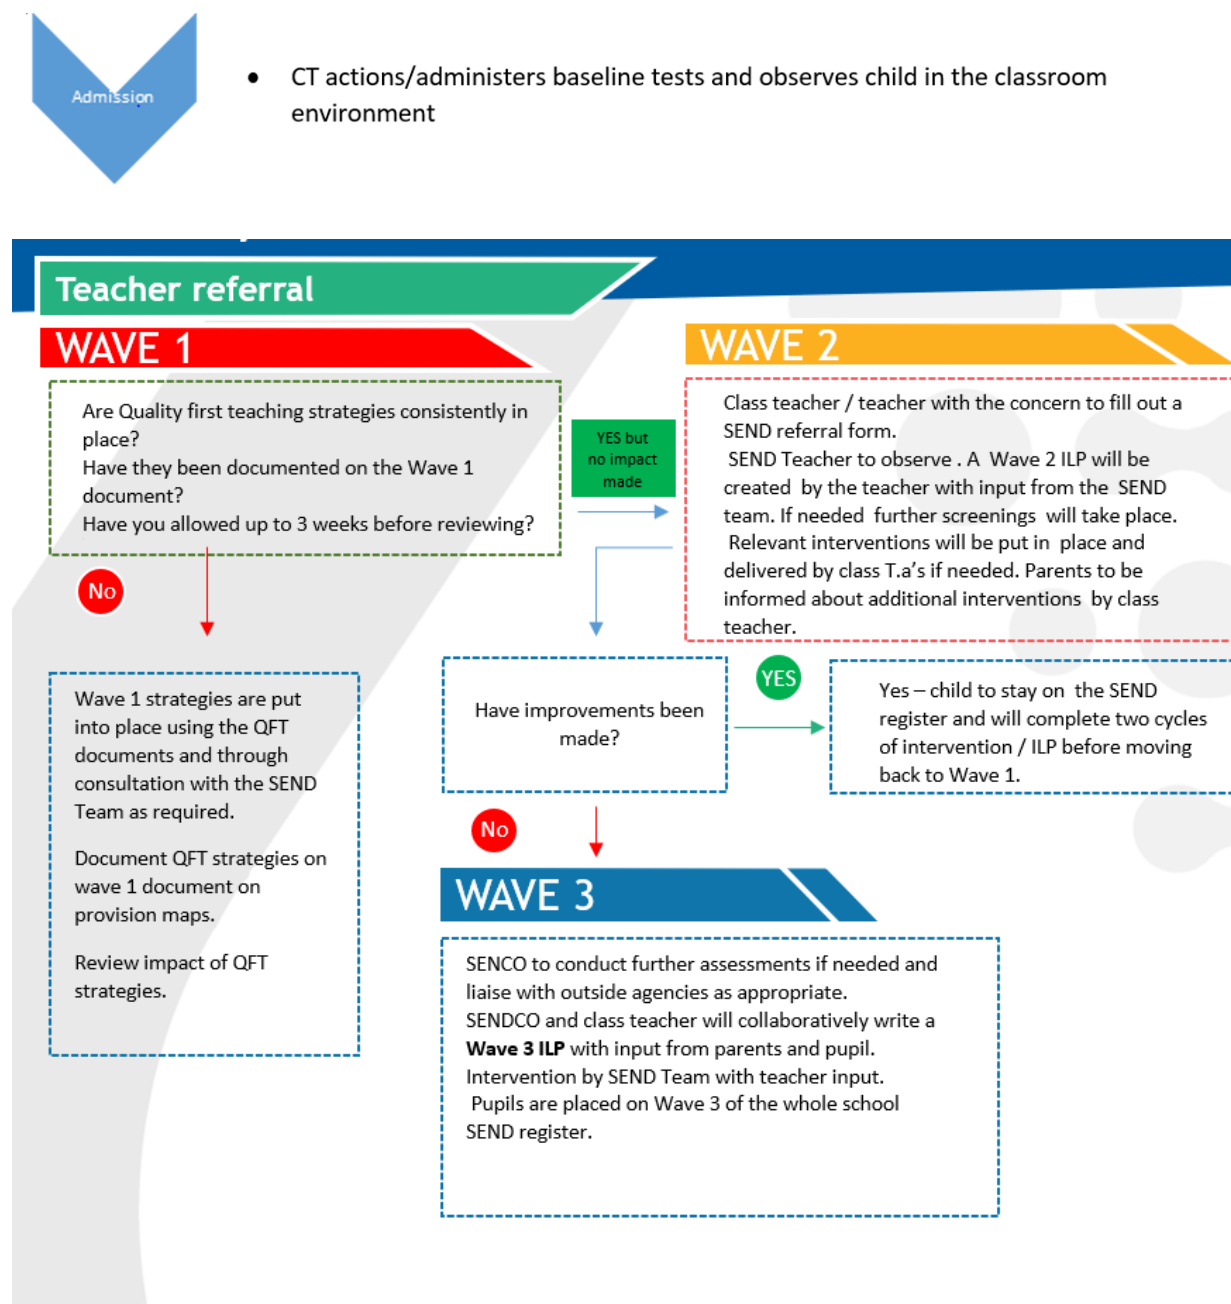 Admission
• CT actions/administers baseline tests and observes child in the classroom
environment
Teacher referral
WAVE 1
Are Quality first teaching strategies consistently in
place?
Have they been documented on the Wave 1
document?
Have you allowed up to 3 weeks before reviewing?
YES but
no impact
made
WAVE 2
Class teacher / teacher with the concern to fill out a
SEND referral form.
SEND Teacher to observe . A Wave 2 ILP will be
created by the teacher with input from the SEND
team. If needed further screenings will take place.
Relevant interventions will be put in place and
delivered by class T.a's if needed. Parents to be
informed about additional interventions by class
teacher.
No
Wave 1 strategies are put
into place using the QFT
documents and through
consultation with the SEND
Team as required.
Document QFT strategies on
wave 1 document on
provision maps.
Review impact of QFT
strategies.
Have improvements been
made?
YES
Yes – child to stay on the SEND
register and will complete two cycles
of intervention / ILP before moving
back to Wave 1.
No
WAVE 3
SENCO to conduct further assessments if needed and
liaise with outside agencies as appropriate.
SENDCO and class teacher will collaboratively write a
Wave 3 ILP with input from parents and pupil.
Intervention by SEND Team with teacher input.
Pupils are placed on Wave 3 of the whole school
SEND register.